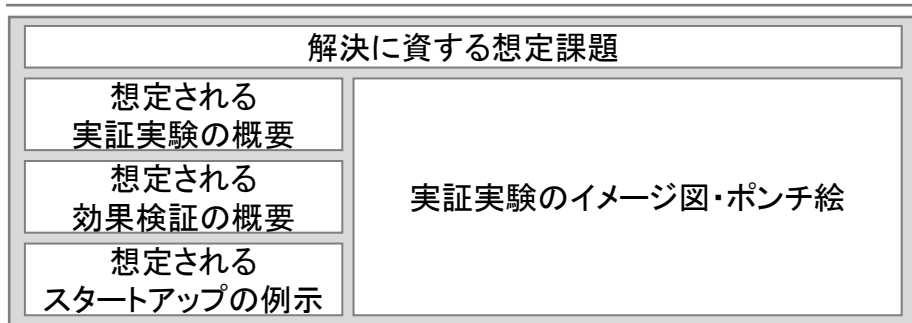 解決に資する想定課題
想定される
実証実験の概要
想定される
効果検証の概要
想定される
スタートアップの例示
実証実験のイメージ図・ポンチ絵